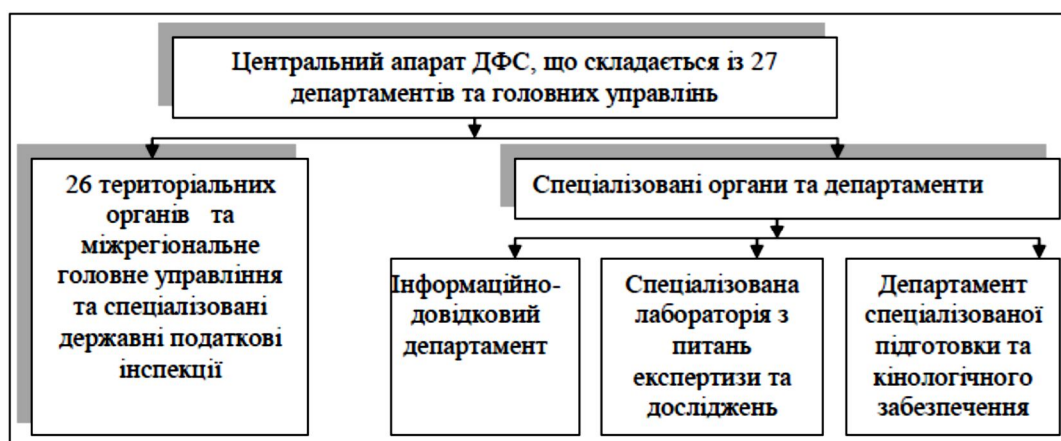 Центральний апарат ДФС, що складається із 27
департаментів та головних управлінь
26 територіальних
органів та
міжрегіональне
головне управління
та спеціалізовані
державні податкові
інспекції
Спеціалізовані органи та департаменти
Інформаційно-
довідковий
департамент
Спеціалізована
лабораторія з
питань
експертизи та
досліджень
Департамент
спеціалізованої
підготовки та
кінологічного
забезпечення